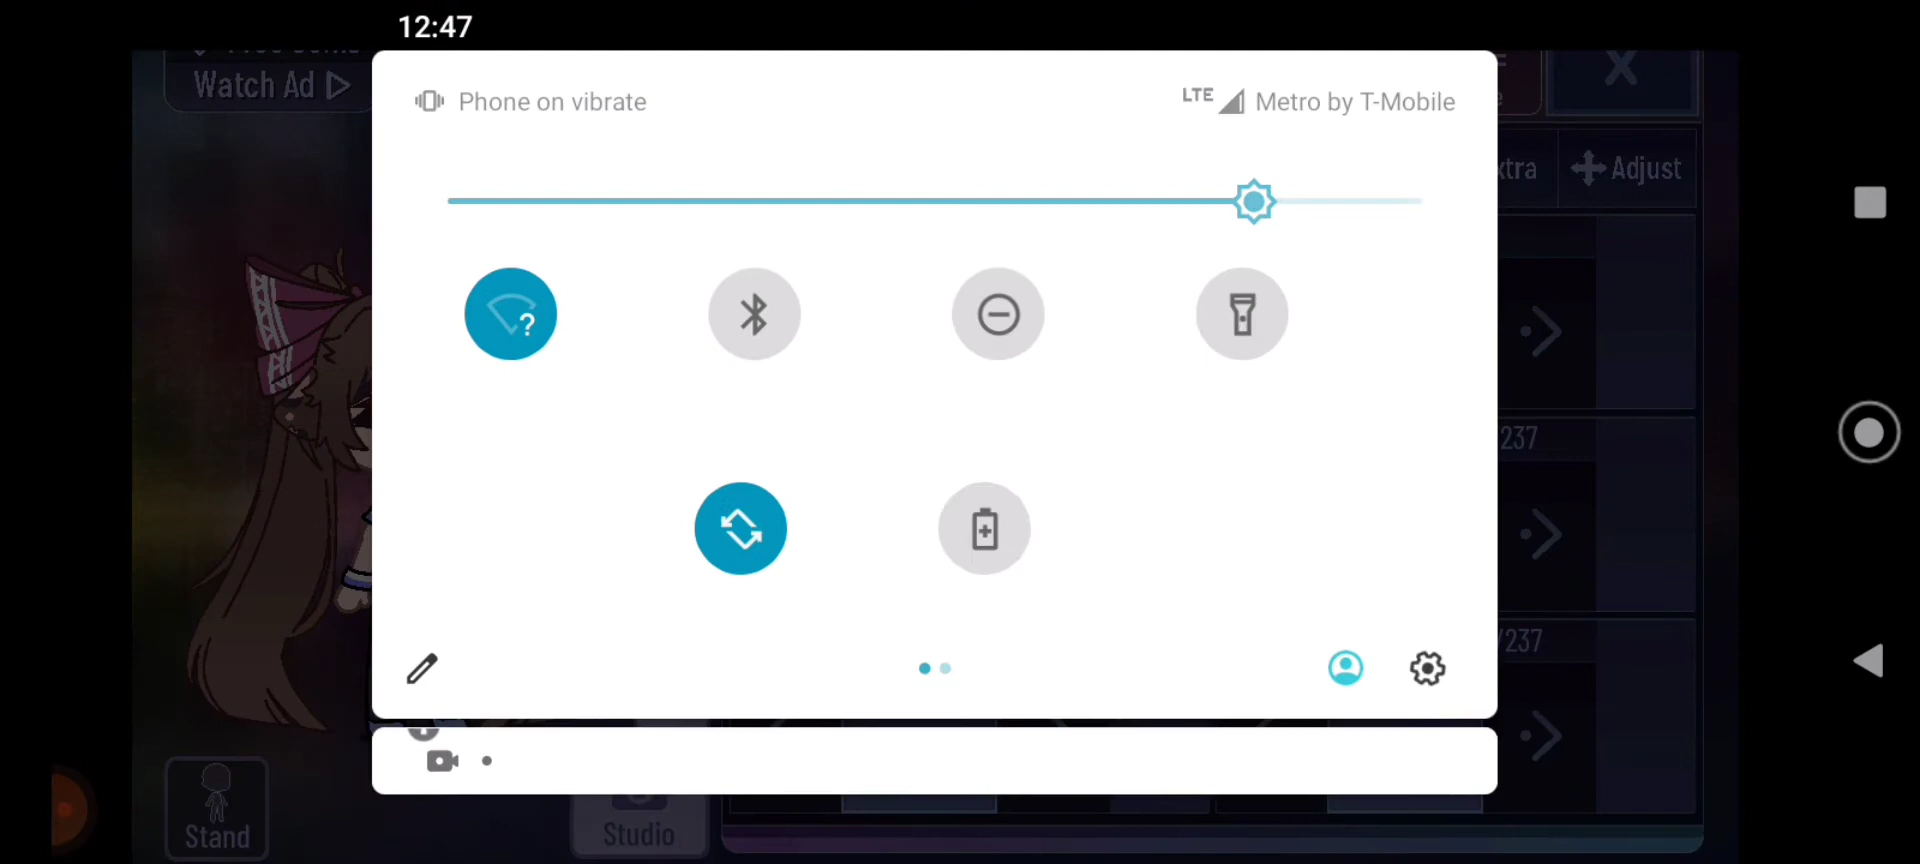 12:47
Watch Ad
Phone on vibrate
LTE
Metro by T-Mobile
xtra
Adjust
237
/237
Stand
Studio